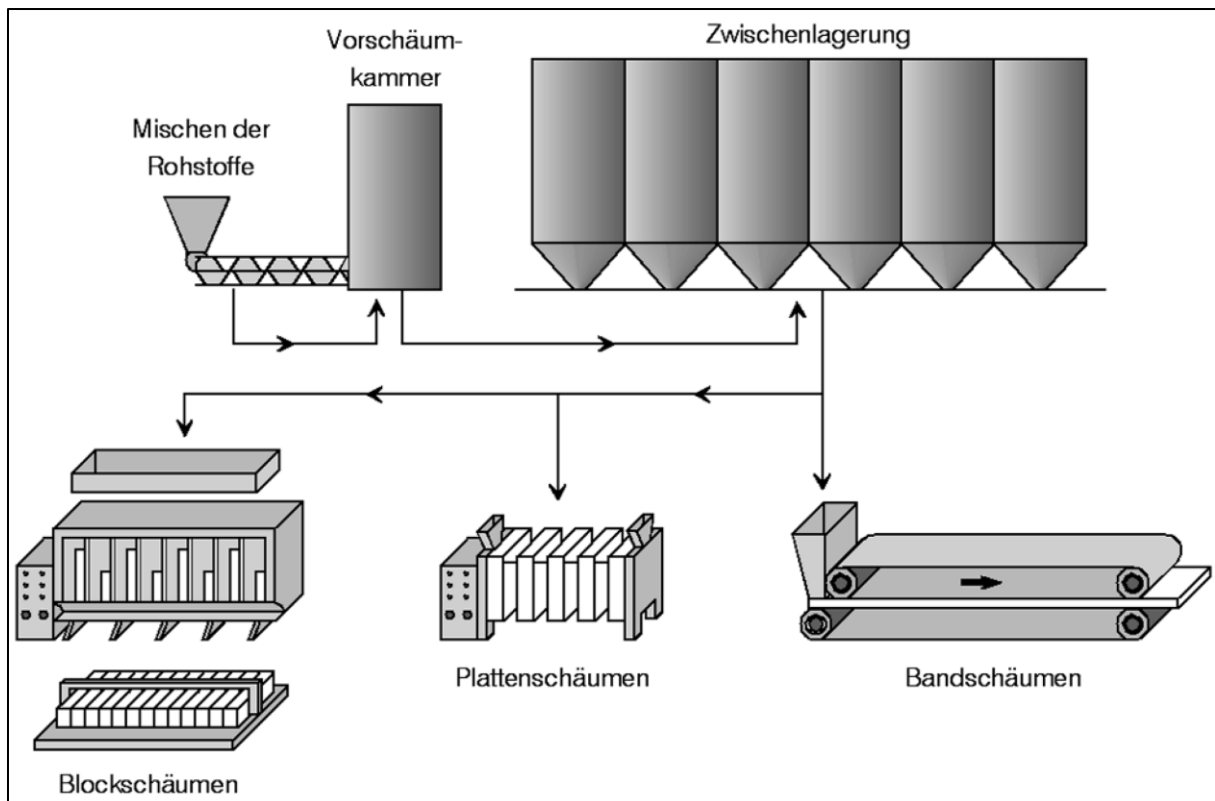 Vorschäum-
kammer
Zwischenlagerung
Mischen der
Rohstoffe
Plattenschäumen
Bandschäumen
Blockschäumen